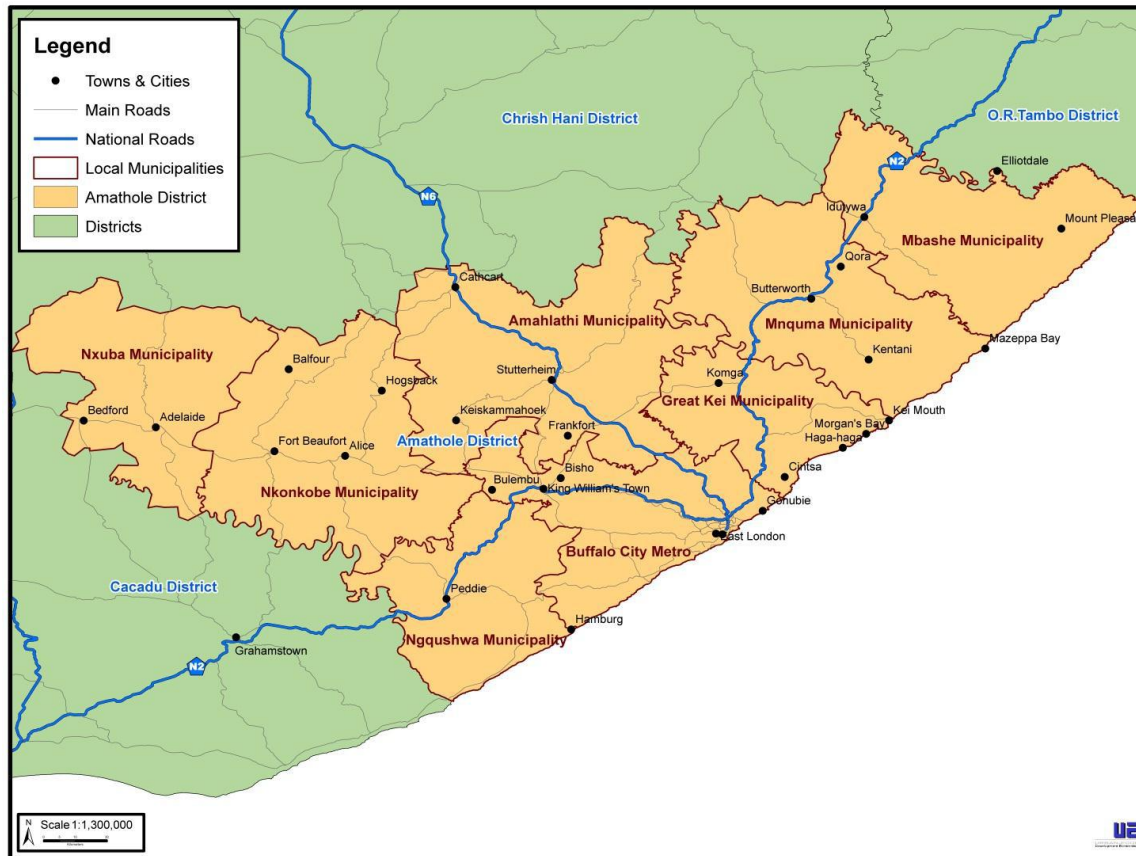 Legend
Towns & Cities
Main Roads
National Roads
Local Municipalities
Amathole District
Districts
Chrish Hani District
O.R.Tambo District
N2
Elliotdale
N6
Idutywa
Mount Pleasa
Mbashe Municipality
Qora
Cathcart
Butterworth
Amahlathi Municipality
Mnquma Municipality
Mazeppa Bay
Nxuba Municipality
Balfour
Kentani
Stutterheim
Komga
Hogsback
Great Kei Municipality
Bedford
Adelaide
Keiskammahoek
Kei Mouth
Morgan's Bay
Frankfort
Amathole District
Haga-haga
Fort Beaufort
Alice
Bisho
Cintsa
Bulembu
King William's Town
Nkonkobe Municipality
Gonubie
East London
Buffalo City Metro
Cacadu District
Peddie
Hamburg
Ngqushwa Municipality
Grahamstown
N2
N
Scale 1:1,300,000